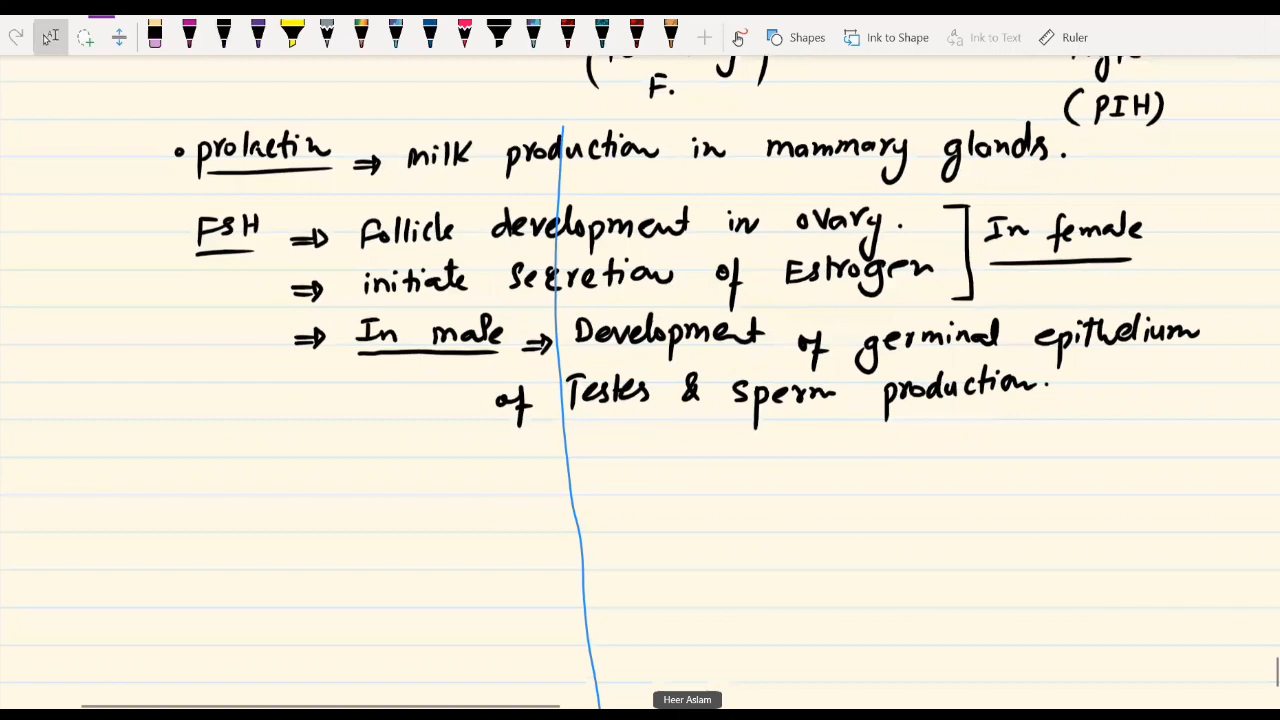 Shapes Ink to Shape Ink to Text Ruler
F.
(PIH)
• prolactin ⇒ milk production in mammary glands.
FSH ⇒ Follicle development in ovary. ] In female
⇒ initiate secretion of Estrogen
⇒ In male ⇒ Development of germinal epithelium
of Testes & sperm production.
Heer Aslam